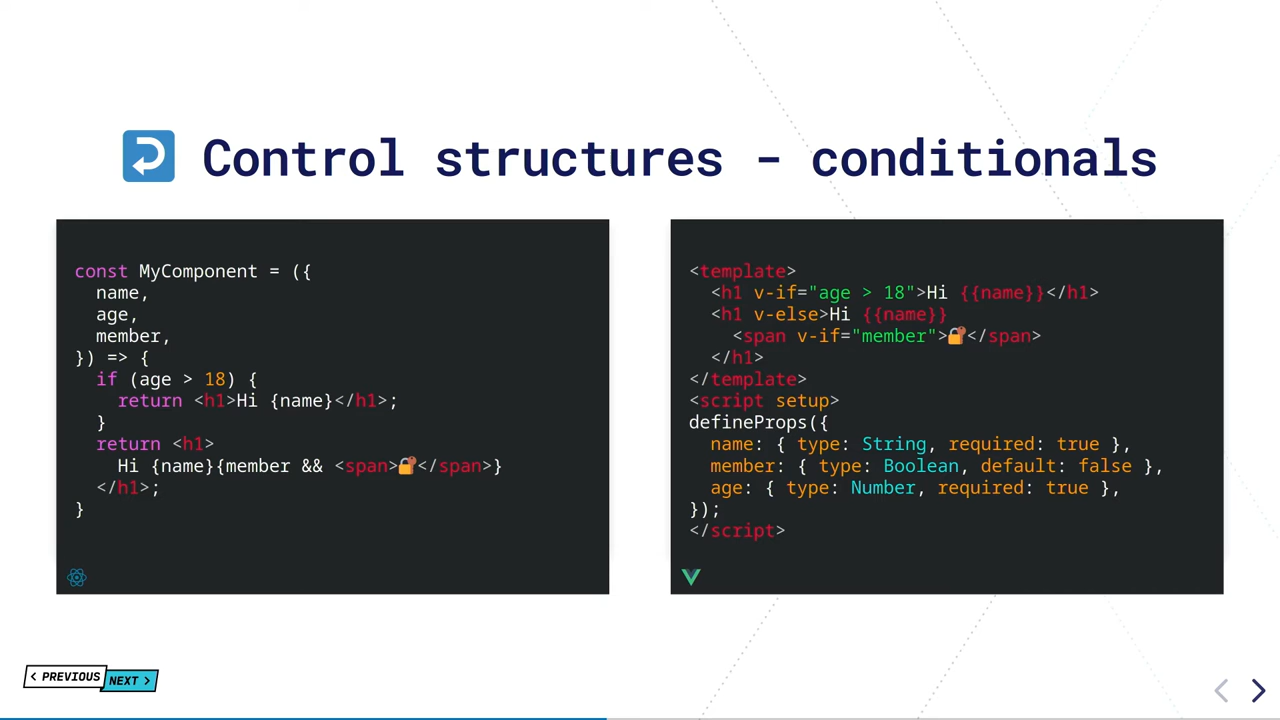 Control structures - conditionals
const MyComponent = ({
  name,
  age,
  member,
}) => {
  if (age > 18) {
    return <h1>Hi {name}</h1>;
  }
  return <h1>
    Hi {name}{member && <span>🔐</span>}
  </h1>;
}
<template>
  <h1 v-if="age > 18">Hi {{name}}</h1>
  <h1 v-else>Hi {{name}}
    <span v-if="member">🔐</span>
  </h1>
</template>
<script setup>
defineProps({
  name: { type: String, required: true },
  member: { type: Boolean, default: false },
  age: { type: Number, required: true },
});
</script>
< PREVIOUS
NEXT >